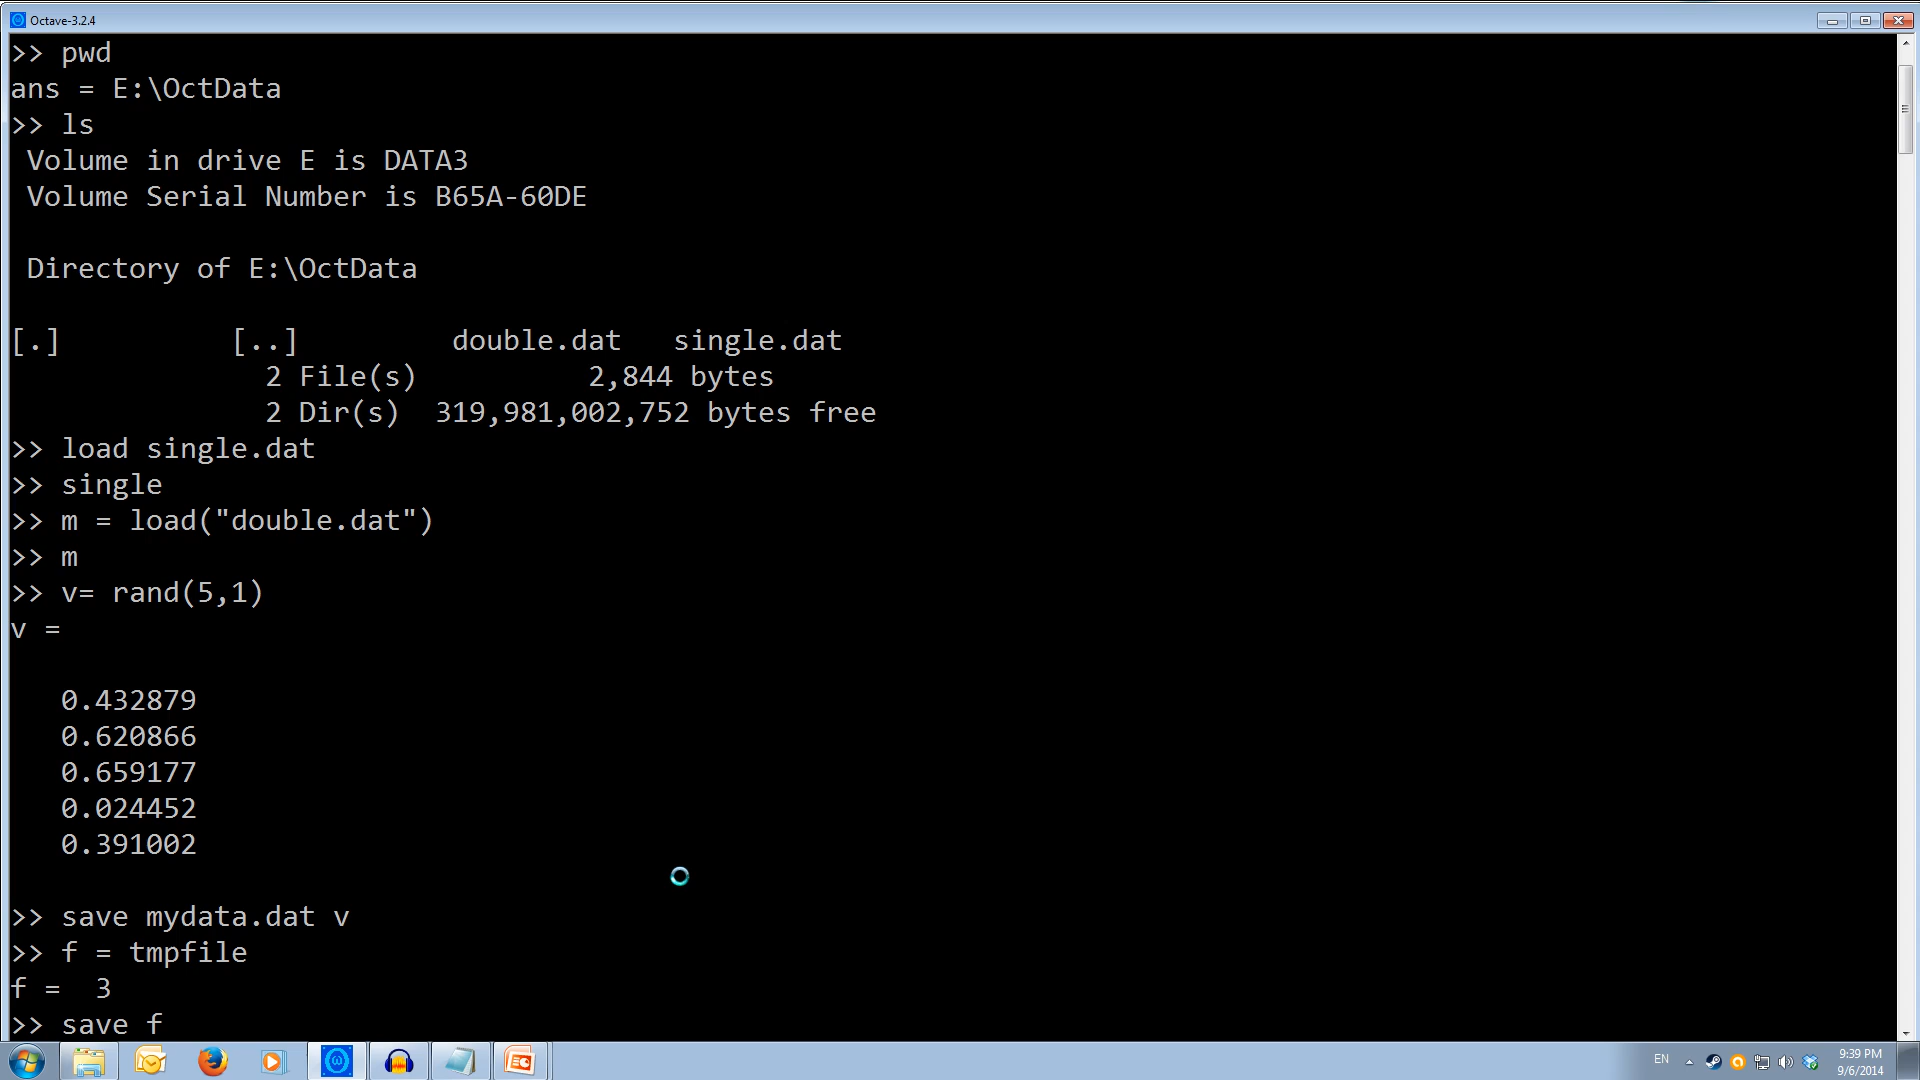 Octave-3.2.4
>> pwd
ans = E:\OctData
>> ls
Volume in drive E is DATA3
Volume Serial Number is B65A-60DE
Directory of E:\OctData
[.] [..] double.dat single.dat
2 File(s) 2,844 bytes
2 Dir(s) 319,981,002,752 bytes free
>> load single.dat
>> single
>> m = load("double.dat")
>> m
>> v= rand(5,1)
v =
0.432879
0.620866
0.659177
0.024452
0.391002
>> save mydata.dat v
>> f = tmpfile
f = 3
>> save f
EN
9:39 PM
9/6/2014